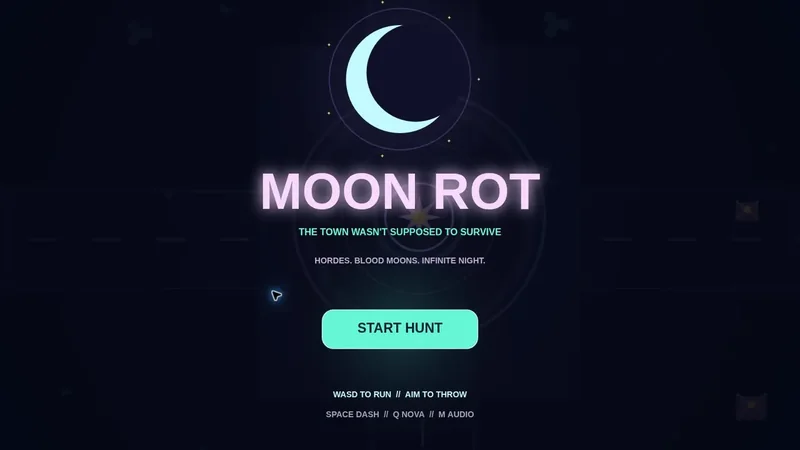 MOON ROT
THE TOWN WASN'T SUPPOSED TO SURVIVE
HORDES. BLOOD MOONS. INFINITE NIGHT.
START HUNT
WASD TO RUN // AIM TO THROW
SPACE DASH // Q NOVA // M AUDIO